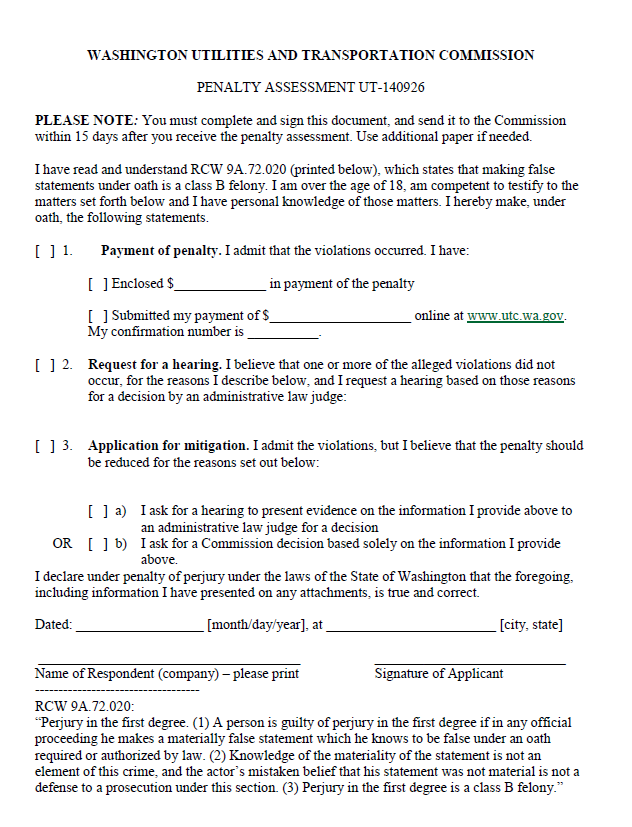 WASHINGTON UTILITIES AND TRANSPORTATION COMMISSION
PENALTY ASSESSMENT UT-140926
PLEASE NOTE: You must complete and sign this document, and send it to the Commission
within 15 days after you receive the penalty assessment. Use additional paper if needed.
I have read and understand RCW 9A.72.020 (printed below), which states that making false
statements under oath is a class B felony. I am over the age of 18, am competent to testify to the
matters set forth below and I have personal knowledge of those matters. I hereby make, under
oath, the following statements.
[ ] 1. Payment of penalty. I admit that the violations occurred. I have:
[ ] Enclosed $______________ in payment of the penalty
[ ] Submitted my payment of $_____________________ online at www.utc.wa.gov.
My confirmation number is ___________.
[ ] 2. Request for a hearing. I believe that one or more of the alleged violations did not
occur, for the reasons I describe below, and I request a hearing based on those reasons
for a decision by an administrative law judge:
[ ] 3. Application for mitigation. I admit the violations, but I believe that the penalty should
be reduced for the reasons set out below:
[ ] a) I ask for a hearing to present evidence on the information I provide above to
an administrative law judge for a decision
OR [ ] b) I ask for a Commission decision based solely on the information I provide
above.
I declare under penalty of perjury under the laws of the State of Washington that the foregoing,
including information I have presented on any attachments, is true and correct.
Dated: ___________________ [month/day/year], at _________________________ [city, state]
_______________________________________ ____________________________
Name of Respondent (company) – please print Signature of Applicant
-----------------------------------
RCW 9A.72.020:
“Perjury in the first degree. (1) A person is guilty of perjury in the first degree if in any official
proceeding he makes a materially false statement which he knows to be false under an oath
required or authorized by law. (2) Knowledge of the materiality of the statement is not an
element of this crime, and the actor’s mistaken belief that his statement was not material is not a
defense to a prosecution under this section. (3) Perjury in the first degree is a class B felony.”